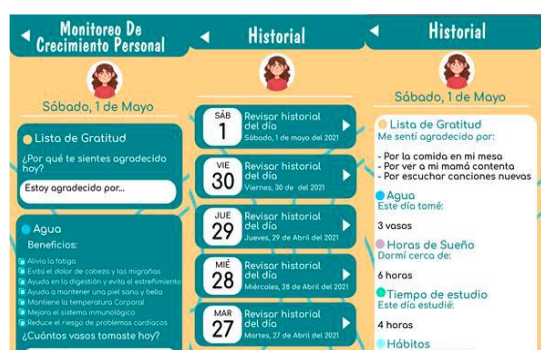 Monitoreo De
Crecimiento Personal
Sábado, 1 de Mayo
Lista de Gratitud
¿Por qué te sientes agradecido
hoy?
Estoy agradecido por...
Agua
Beneficios:
Alivia la fatiga
Evita el dolor de cabeza y las migrañas
Ayuda en la digestión y evita el estreñimiento
Ayuda a mantener una piel sana y bella
Mantiene la temperatura Corporal
Mejora el sistema inmunológico
Reduce el riesgo de problemas cardíacos
¿Cuántos vasos tomaste hoy?
Historial
SÁB
1
Revisar historial
del día
Sábado, 1 de mayo del 2021
VIE
30
Revisar historial
del día
Viernes, 30 de del 2021
JUE
29
Revisar historial
del día
Jueves, 29 de Abril del 2021
MIÉ
28
Revisar historial
del día
Miércoles, 28 de Abril del 2021
MAR
27
Revisar historial
del día
Martes, 27 de Abril del 2021
Historial
Sábado, 1 de Mayo
Lista de Gratitud
Me sentí agradecido por:
- Por la comida en mi mesa
- Por ver a mi mamá contenta
- Por escuchar canciones nuevas
Agua
Este día tomé:
3 vasos
Horas de Sueño
Dormí cerca de:
6 horas
Tiempo de estudio
Este día estudié:
4 horas
Hábitos